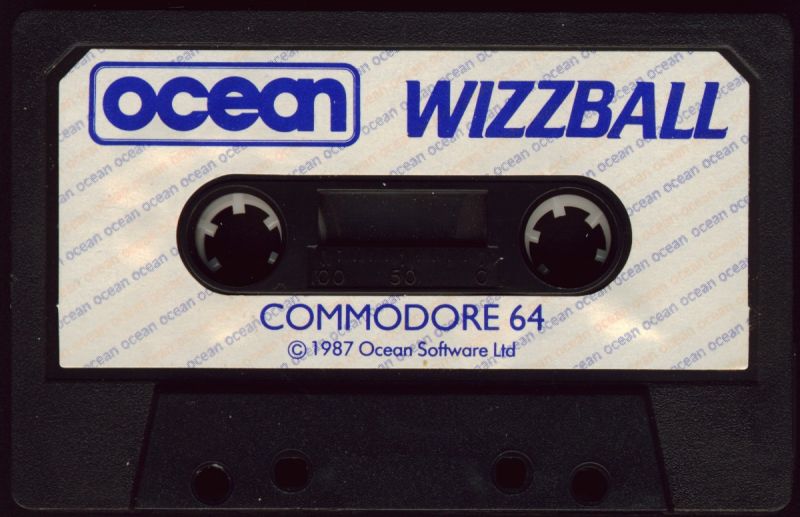 ocean WIZZBALL
100 50 0
COMMODORE 64
© 1987 Ocean Software Ltd